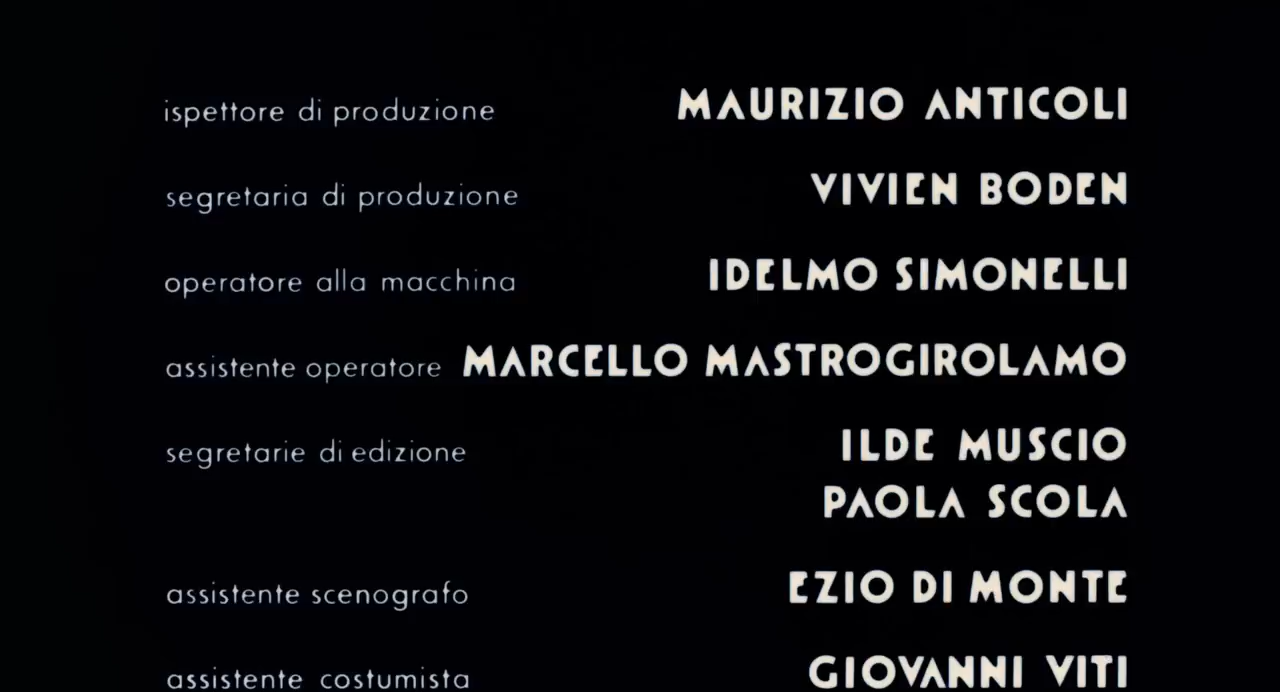 ispettore di produzione MAURIZIO ANTICOLI
segretaria di produzione VIVIEN BODEN
operatore alla macchina IDELMO SIMONELLI
assistente operatore MARCELLO MASTROGIROLAMO
segretarie di edizione ILDE MUSCIO
PAOLA SCOLA
assistente scenografo EZIO DI MONTE
assistente costumista GIOVANNI VITI